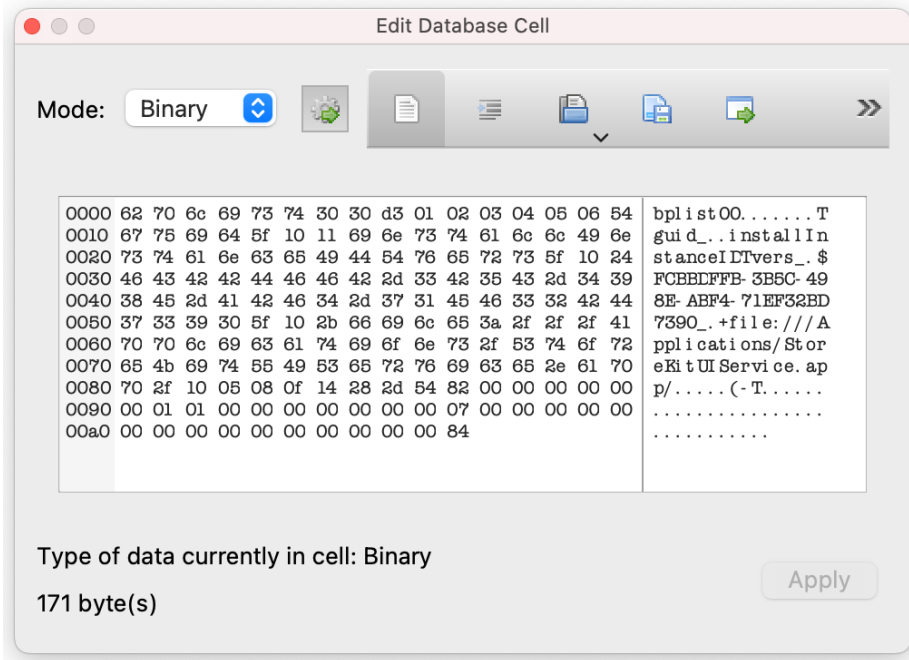 Edit Database Cell
Mode: Binary
0000 62 70 6c 69 73 74 30 30 d3 01 02 03 04 05 06 54 bplist00.......T
0010 67 75 69 64 5f 10 11 69 6e 73 74 61 6c 6c 49 6e guid_..installIn
0020 73 74 61 6e 63 65 49 44 54 76 65 72 73 5f 10 24 stanceIDTvers_.$
0030 46 43 42 42 44 46 46 42 2d 33 42 35 43 2d 34 39 FCBBDFFB-3B5C-49
0040 38 45 2d 41 42 46 34 2d 37 31 45 46 33 32 42 44 8E-ABF4-71EF32BD
0050 37 33 39 30 5f 10 2b 66 69 6c 65 3a 2f 2f 2f 41 7390_.+file:///A
0060 70 70 6c 69 63 61 74 69 6f 6e 73 2f 53 74 6f 72 pplications/Stor
0070 65 4b 69 74 55 49 53 65 72 76 69 63 65 2e 61 70 eKitUIService.ap
0080 70 2f 10 05 08 0f 14 28 2d 54 82 00 00 00 00 00 p/.....(-T......
0090 00 01 01 00 00 00 00 00 00 00 07 00 00 00 00 00 ................
00a0 00 00 00 00 00 00 00 00 00 00 84 ...........
Type of data currently in cell: Binary
171 byte(s)
Apply